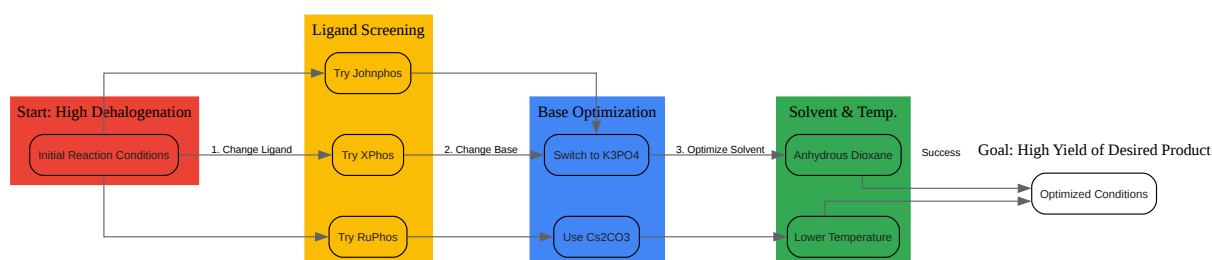 Ligand Screening
Try Johnphos
Start: High Dehalogenation
Base Optimization
Solvent & Temp.
Initial Reaction Conditions
1. Change Ligand
Try XPhos
2. Change Base
Switch to K3PO4
3. Optimize Solvent
Anhydrous Dioxane
Success
Goal: High Yield of Desired Product
Optimized Conditions
Try RuPhos
Use Cs2CO3
Lower Temperature